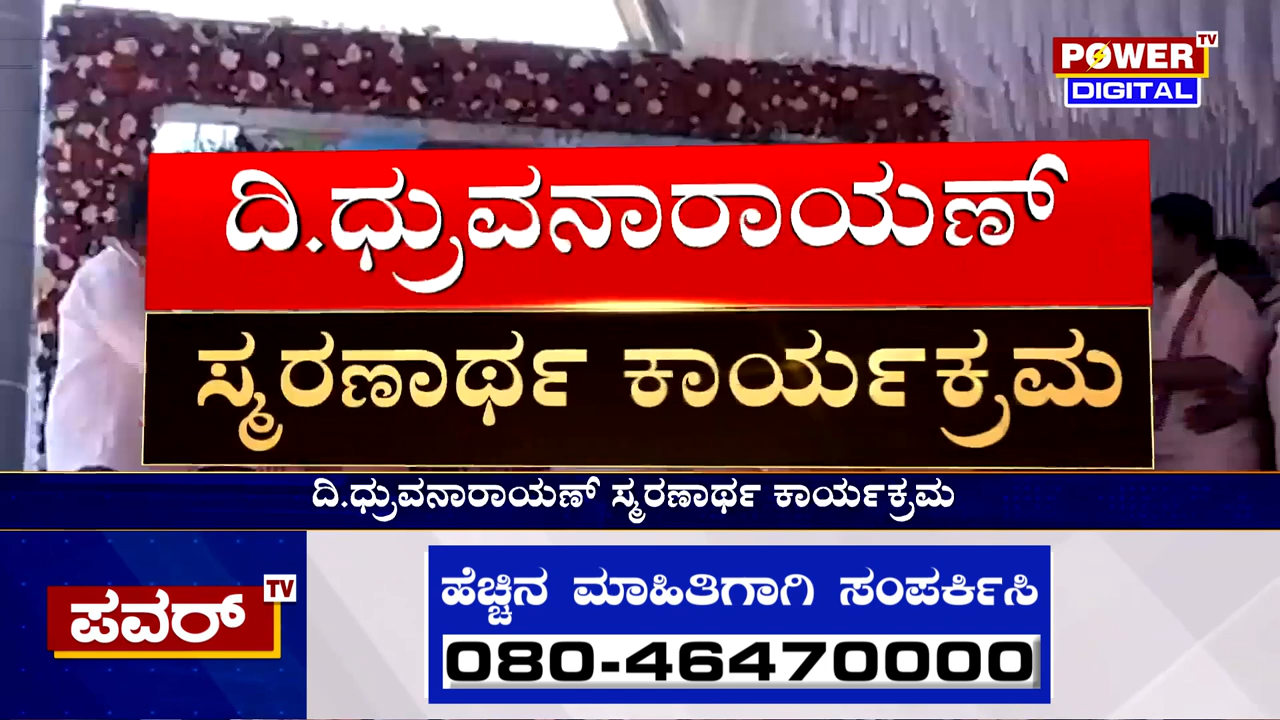 POWER TV
DIGITAL
ದಿ.ಧ್ರುವನಾರಾಯಣ್
ಸ್ಮರಣಾರ್ಥ ಕಾರ್ಯಕ್ರಮ
ದಿ.ಧ್ರುವನಾರಾಯಣ್ ಸ್ಮರಣಾರ್ಥ ಕಾರ್ಯಕ್ರಮ
ಪವರ್ TV
ಹೆಚ್ಚಿನ ಮಾಹಿತಿಗಾಗಿ ಸಂಪರ್ಕಿಸಿ
080-46470000